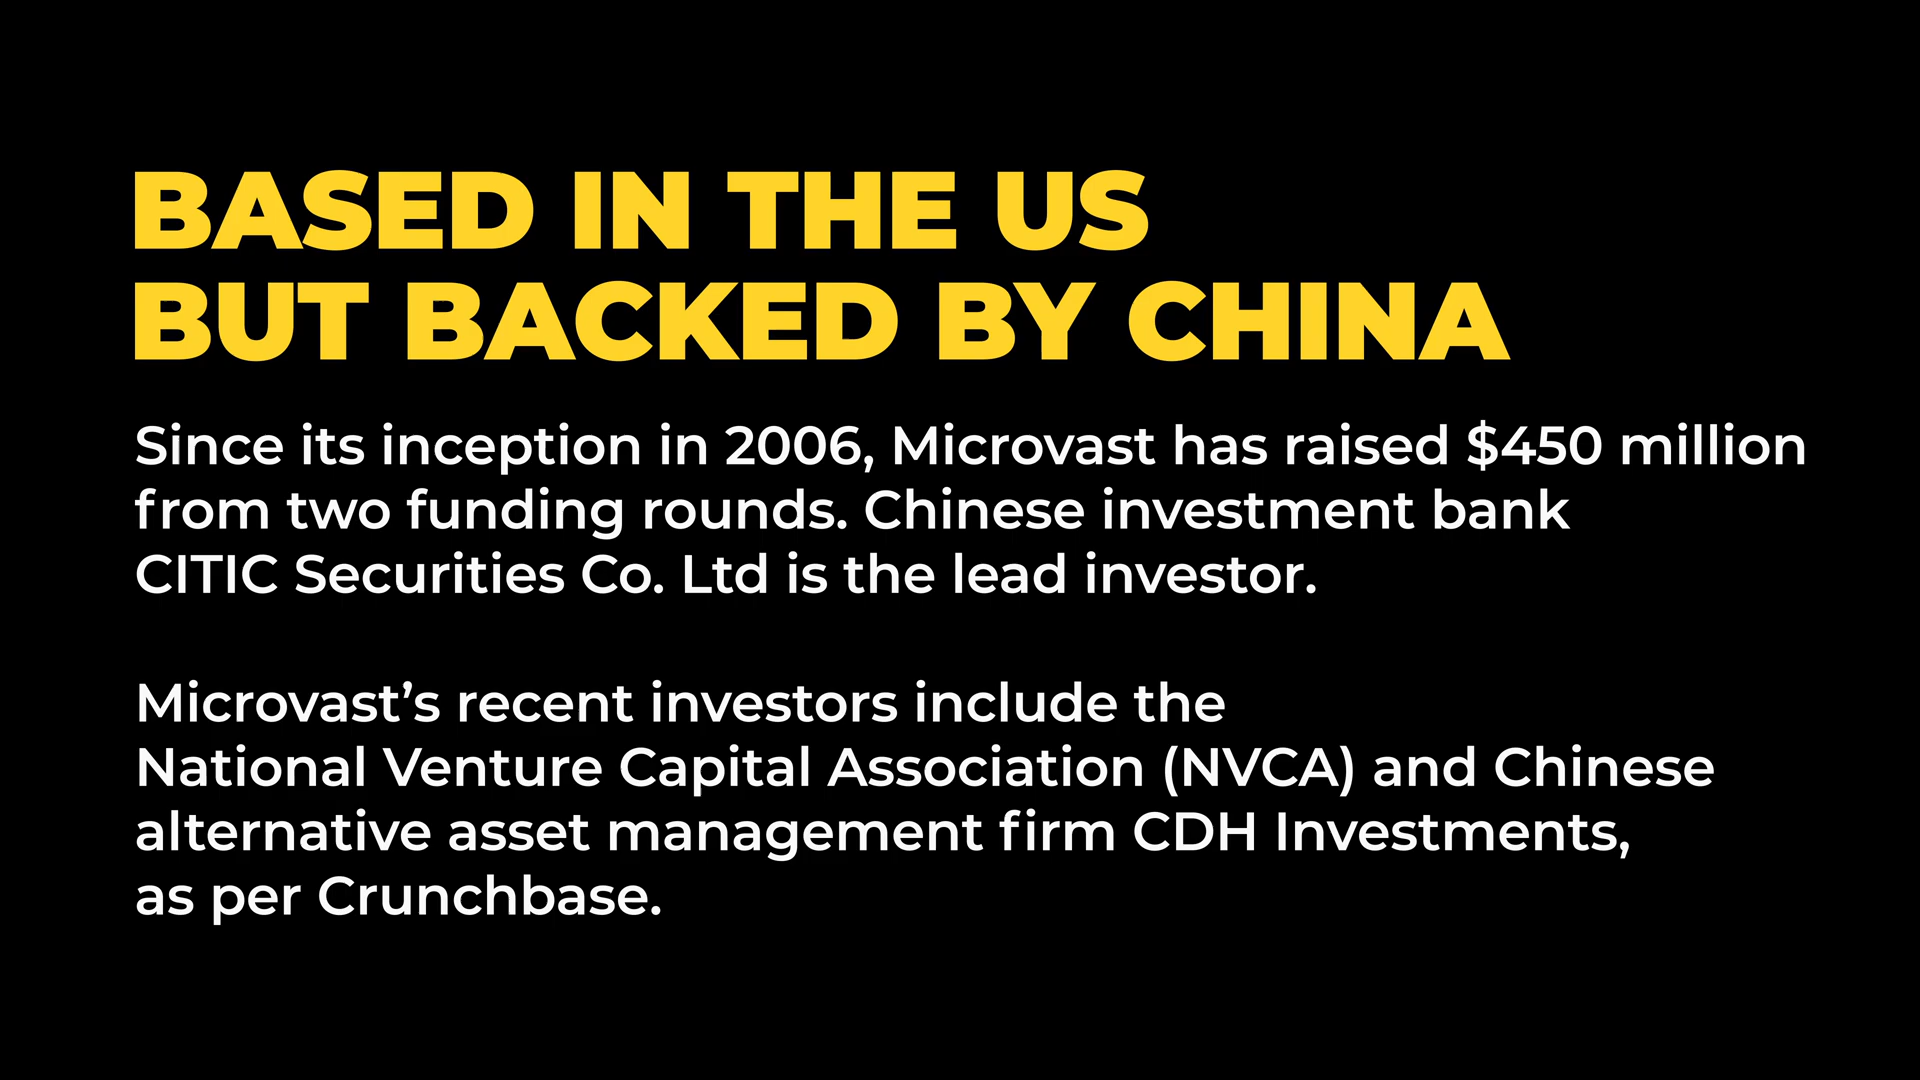 BASED IN THE US
BUT BACKED BY CHINA
Since its inception in 2006, Microvast has raised $450 million
from two funding rounds. Chinese investment bank
CITIC Securities Co. Ltd is the lead investor.
Microvast’s recent investors include the
National Venture Capital Association (NVCA) and Chinese
alternative asset management firm CDH Investments,
as per Crunchbase.